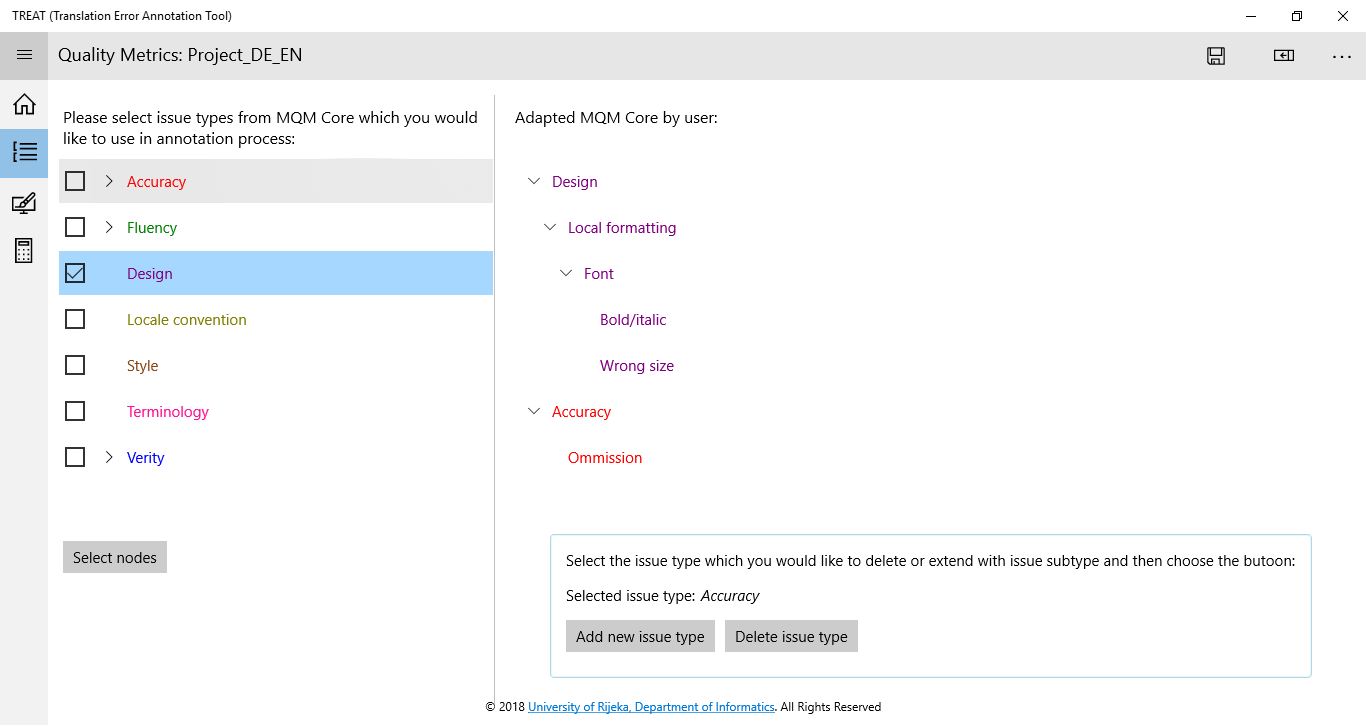 TREAT (Translation Error Annotation Tool)
Quality Metrics: Project_DE_EN
Please select issue types from MQM Core which you would
like to use in annotation process:
Accuracy
Fluency
Design
Locale convention
Style
Terminology
Verity
Select nodes
Adapted MQM Core by user:
Design
Local formatting
Font
Bold/italic
Wrong size
Accuracy
Ommission
Select the issue type which you would like to delete or extend with issue subtype and then choose the butoon:
Selected issue type: Accuracy
Add new issue type
Delete issue type
© 2018 University of Rijeka, Department of Informatics. All Rights Reserved